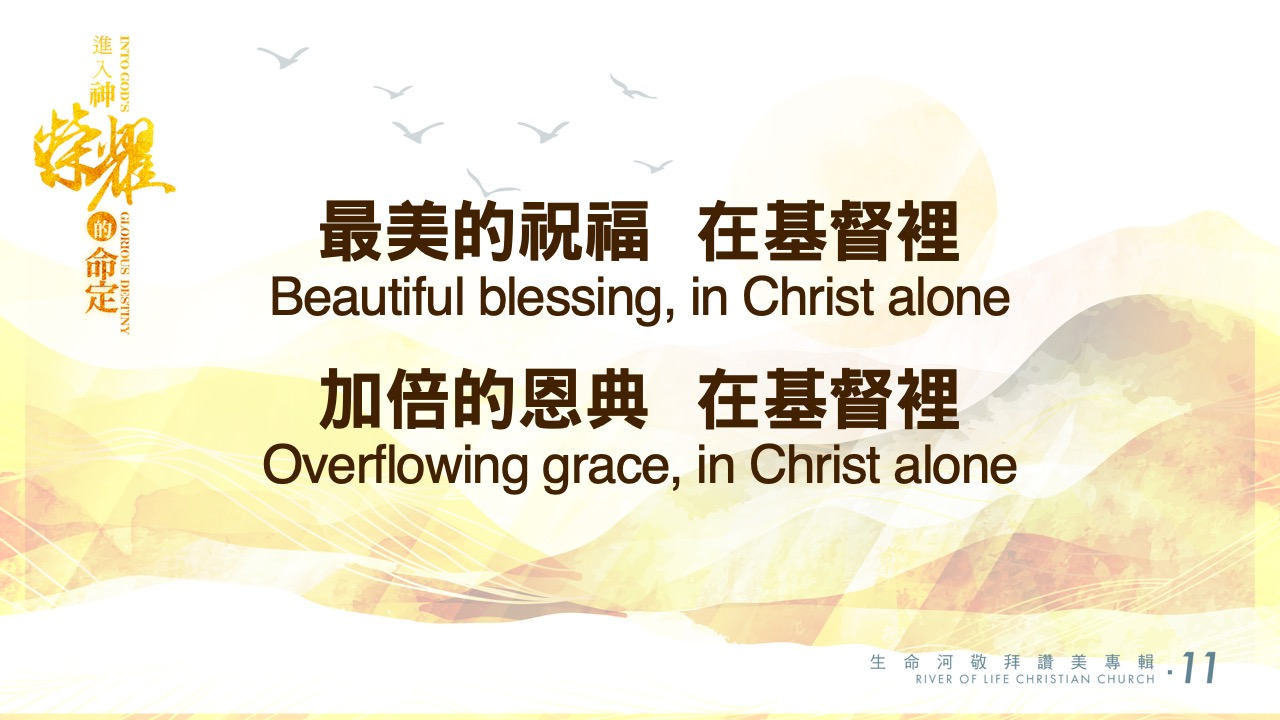 進入神
榮耀
的
命定
INTO GOD'S
GLORIOUS DESTINY
最美的祝福 在基督裡
Beautiful blessing, in Christ alone
加倍的恩典 在基督裡
Overflowing grace, in Christ alone
生命河敬拜讚美專輯
RIVER OF LIFE CHRISTIAN CHURCH
·11